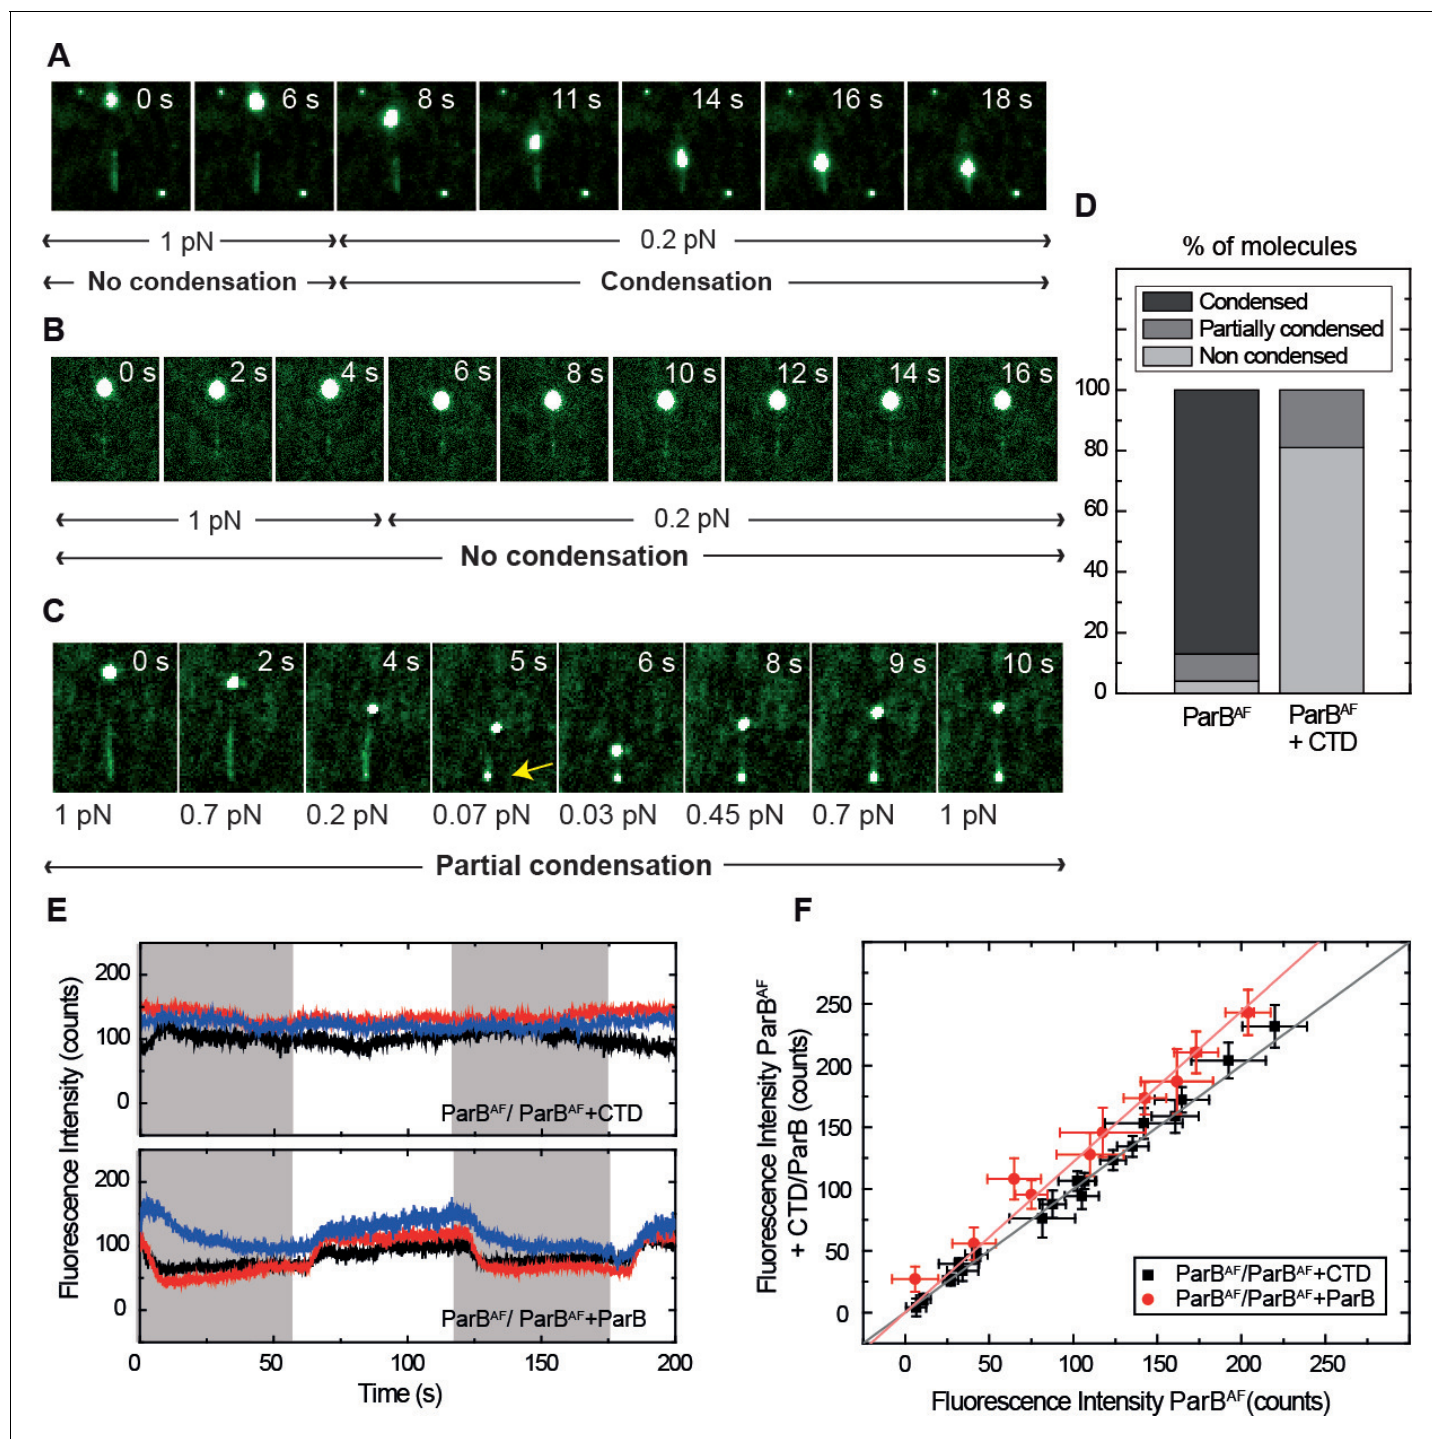 A
0 s 6 s 8 s 11 s 14 s 16 s 18 s
1 pN 0.2 pN
No condensation Condensation
B
0 s 2 s 4 s 6 s 8 s 10 s 12 s 14 s 16 s
1 pN 0.2 pN
No condensation
C
0 s 2 s 4 s 5 s 6 s 8 s 9 s 10 s
1 pN 0.7 pN 0.2 pN 0.07 pN 0.03 pN 0.45 pN 0.7 pN 1 pN
Partial condensation
D
% of molecules
Condensed
Partially condensed
Non condensed
100
80
60
40
20
0
ParB^AF ParB^AF + CTD
E
Fluorescence Intensity (counts)
200
100
0
ParB^AF/ ParB^AF+CTD
200
100
0
ParB^AF/ ParB^AF+ParB
0 50 100 150 200
Time (s)
F
Fluorescence Intensity ParB^AF
+ CTD/ParB (counts)
250
200
150
100
50
0
ParB^AF/ParB^AF+CTD
ParB^AF/ParB^AF+ParB
0 50 100 150 200 250
Fluorescence Intensity ParB^AF (counts)